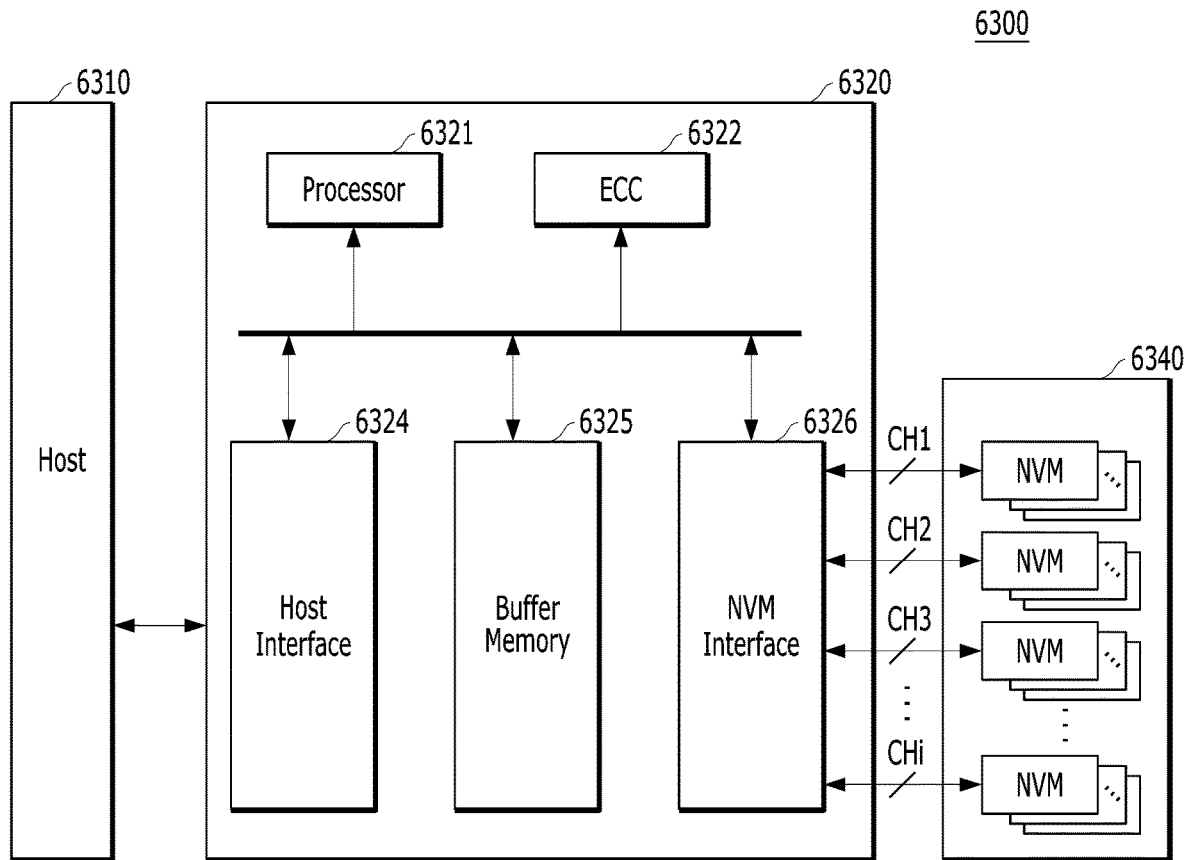 6300
6310
6320
6321
6322
Processor
ECC
6340
6324
6325
6326
CH1
NVM
Host
CH2
NVM
Host
Interface
Buffer
Memory
NVM
Interface
CH3
NVM
CHi
NVM